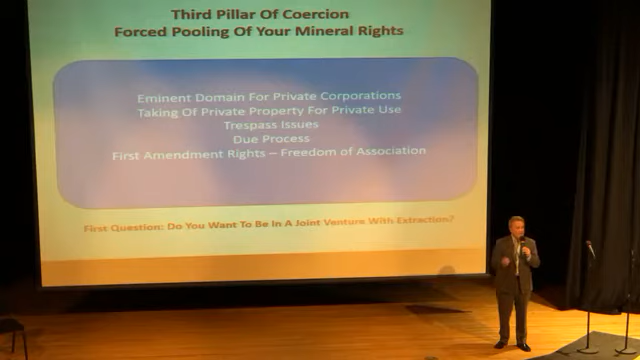 Third Pillar Of Coercion
Forced Pooling Of Your Mineral Rights
Eminent Domain For Private Corporations
Taking Of Private Property For Private Use
Trespass Issues
Due Process
First Amendment Rights – Freedom of Association
First Question: Do You Want To Be In A Joint Venture With Extraction?